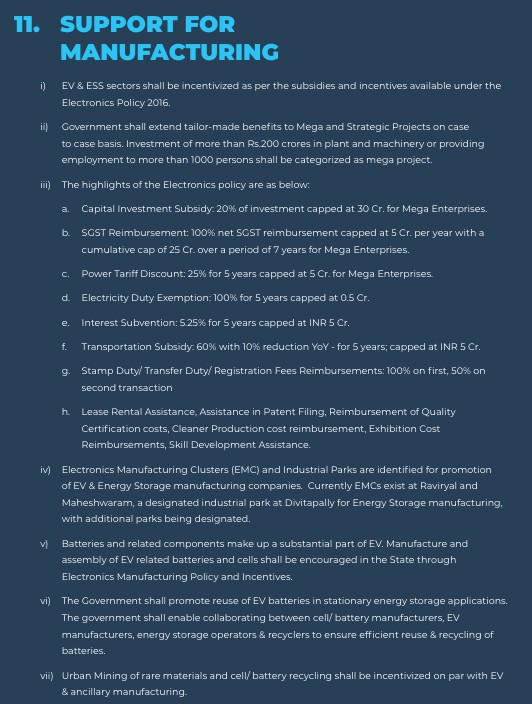 11. SUPPORT FOR
MANUFACTURING
i) EV & ESS sectors shall be incentivized as per the subsidies and incentives available under the
Electronics Policy 2016.
ii) Government shall extend tailor-made benefits to Mega and Strategic Projects on case
to case basis. Investment of more than Rs.200 crores in plant and machinery or providing
employment to more than 1000 persons shall be categorized as mega project.
iii) The highlights of the Electronics policy are as below:
a. Capital Investment Subsidy: 20% of investment capped at 30 Cr. for Mega Enterprises.
b. SGST Reimbursement: 100% net SGST reimbursement capped at 5 Cr. per year with a
cumulative cap of 25 Cr. over a period of 7 years for Mega Enterprises.
c. Power Tariff Discount: 25% for 5 years capped at 5 Cr. for Mega Enterprises.
d. Electricity Duty Exemption: 100% for 5 years capped at 0.5 Cr.
e. Interest Subvention: 5.25% for 5 years capped at INR 5 Cr.
f. Transportation Subsidy: 60% with 10% reduction YoY - for 5 years; capped at INR 5 Cr.
g. Stamp Duty/ Transfer Duty/ Registration Fees Reimbursements: 100% on first, 50% on
second transaction
h. Lease Rental Assistance, Assistance in Patent Filing, Reimbursement of Quality
Certification costs, Cleaner Production cost reimbursement, Exhibition Cost
Reimbursements, Skill Development Assistance.
iv) Electronics Manufacturing Clusters (EMC) and Industrial Parks are identified for promotion
of EV & Energy Storage manufacturing companies. Currently EMCs exist at Raviryal and
Maheshwaram, a designated industrial park at Divitapally for Energy Storage manufacturing,
with additional parks being designated.
v) Batteries and related components make up a substantial part of EV. Manufacture and
assembly of EV related batteries and cells shall be encouraged in the State through
Electronics Manufacturing Policy and Incentives.
vi) The Government shall promote reuse of EV batteries in stationary energy storage applications.
The government shall enable collaborating between cell/ battery manufacturers, EV
manufacturers, energy storage operators & recyclers to ensure efficient reuse & recycling of
batteries.
vii) Urban Mining of rare materials and cell/ battery recycling shall be incentivized on par with EV
& ancillary manufacturing.